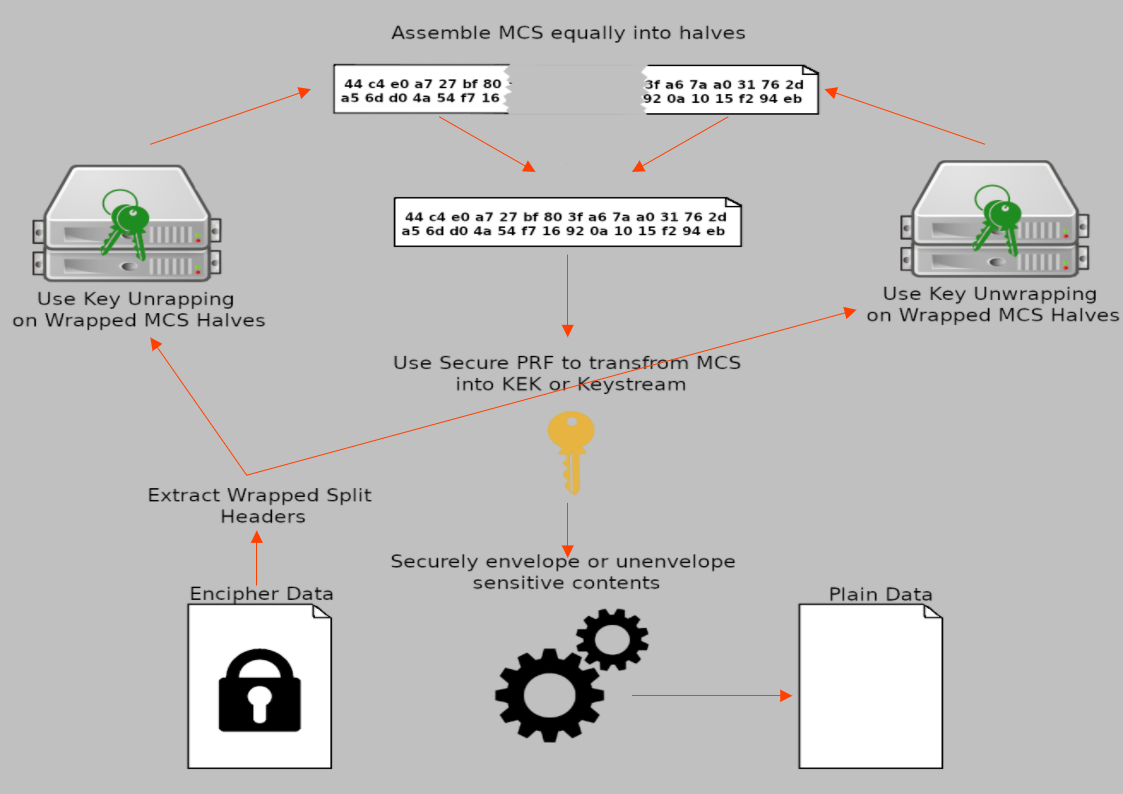 Assemble MCS equally into halves
44 c4 e0 a7 27 bf 80
a5 6d d0 4a 54 f7 16
3f a6 7a a0 31 76 2d
92 0a 10 15 f2 94 eb
44 c4 e0 a7 27 bf 80 3f a6 7a a0 31 76 2d
a5 6d d0 4a 54 f7 16 92 0a 10 15 f2 94 eb
Use Key Unrapping
on Wrapped MCS Halves
Use Key Unwrapping
on Wrapped MCS Halves
Use Secure PRF to transfrom MCS
into KEK or Keystream
Extract Wrapped Split
Headers
Securely envelope or unenvelope
sensitive contents
Encipher Data
Plain Data